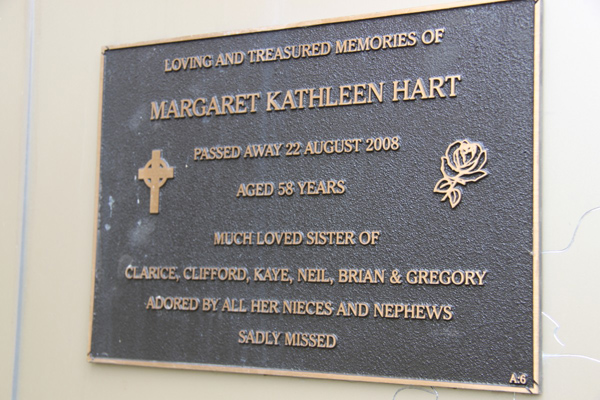 LOVING AND TREASURED MEMORIES OF
MARGARET KATHLEEN HART
PASSED AWAY 22 AUGUST 2008
AGED 58 YEARS
MUCH LOVED SISTER OF
CLARICE, CLIFFORD, KAYE, NEIL, BRIAN & GREGORY
ADORED BY ALL HER NIECES AND NEPHEWS
SADLY MISSED
A:6